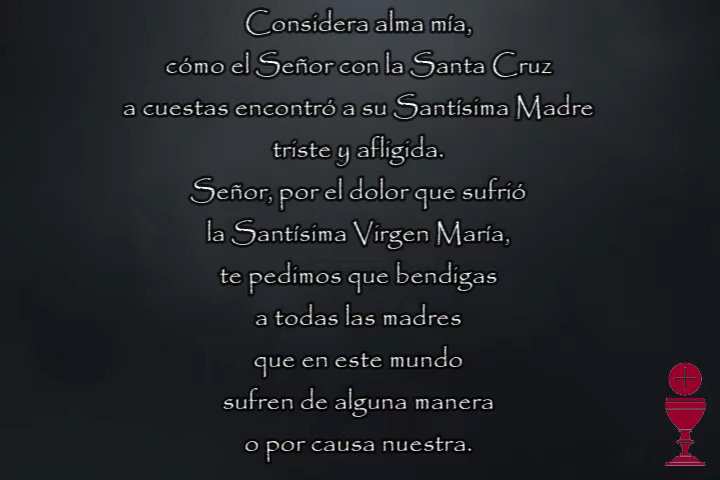 Considera alma mía,
cómo el Señor con la Santa Cruz
a cuestas encontró a su Santísima Madre
triste y afligida.
Señor, por el dolor que sufrió
la Santísima Virgen María,
te pedimos que bendigas
a todas las madres
que en este mundo
sufren de alguna manera
o por causa nuestra.